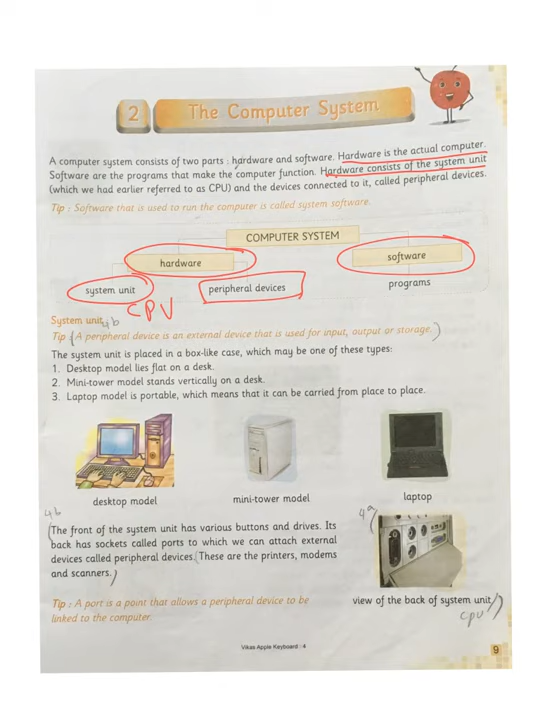 2
The Computer System
A computer system consists of two parts : hardware and software. Hardware is the actual computer.
Software are the programs that make the computer function. Hardware consists of the system unit
(which we had earlier referred to as CPU) and the devices connected to it, called peripheral devices.
Tip : Software that is used to run the computer is called system software.
COMPUTER SYSTEM
hardware
software
system unit
peripheral devices
programs
CPV
System unit 4b
Tip (A peripheral device is an external device that is used for input, output or storage.)
The system unit is placed in a box-like case, which may be one of these types:
1. Desktop model lies flat on a desk.
2. Mini-tower model stands vertically on a desk.
3. Laptop model is portable, which means that it can be carried from place to place.
desktop model
mini-tower model
laptop
4b
(The front of the system unit has various buttons and drives. Its
back has sockets called ports to which we can attach external
devices called peripheral devices. (These are the printers, modems
and scanners.)
4a)
Tip : A port is a point that allows a peripheral device to be
linked to the computer.
view of the back of system unit)
CPU
Vikas Apple Keyboard - 4
9